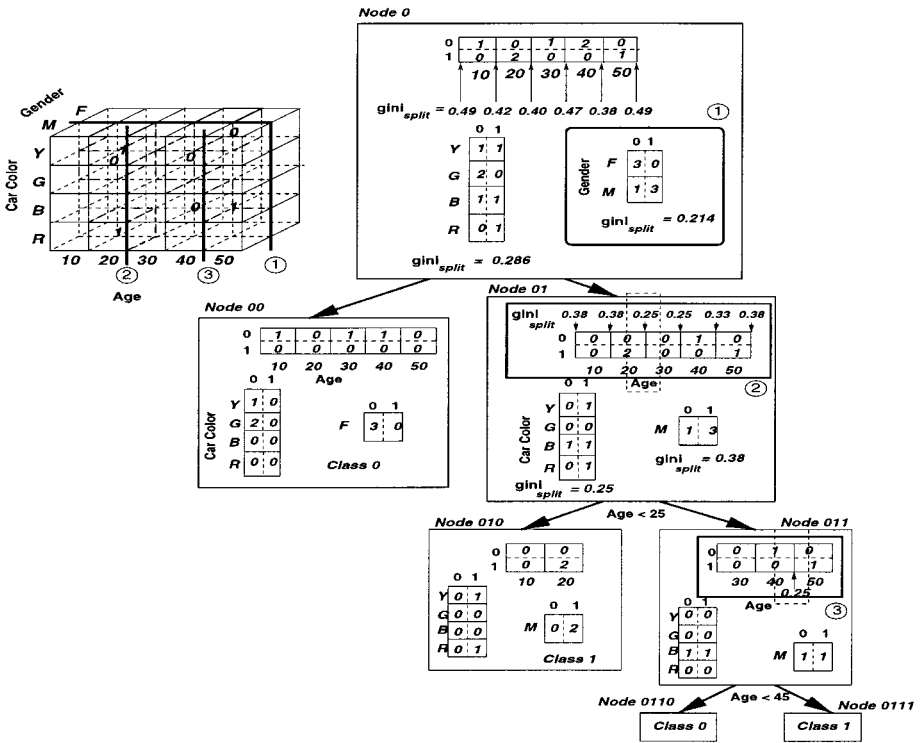 Node 0
0 1 0 1 2 0
1 0 2 0 0 1
10 20 30 40 50
gini split = 0.49 0.42 0.40 0.47 0.38 0.49
1
0 1
Y 1 1
G 2 0
B 1 1
R 0 1
gini split = 0.286
Gender
0 1
F 3 0
M 1 3
gini split = 0.214
Gender
F
M
Car Color
Y
G
B
R
0
1
0
0
0 1
1
10 20 30 40 50
2 3 1
Age
Node 00
0 1 0 1 1 0
1 0 0 0 0 0
10 20 30 40 50
Age
Car Color
0 1
Y 1 0
G 2 0
B 0 0
R 0 0
0 1
F 3 0
Class 0
Node 01
gini split 0.38 0.38 0.25 0.25 0.33 0.38
0 0 0 0 1 0
1 0 2 0 0 1
10 20 30 40 50
Age
2
Car Color
0 1
Y 0 1
G 0 0
B 1 1
R 0 1
gini split = 0.25
0 1
M 1 3
gini split = 0.38
Age < 25
Node 010
0 0 0
1 0 2
10 20
0 1
Y 0 1
G 0 0
B 0 0
R 0 1
0 1
M 0 2
Class 1
Node 011
0 0 1 0
1 0 0 1
30 40 50
0.25
Age
3
0 1
Y 0 0
G 0 0
B 1 1
R 0 0
0 1
M 1 1
Age < 45
Node 0110
Class 0
Node 0111
Class 1